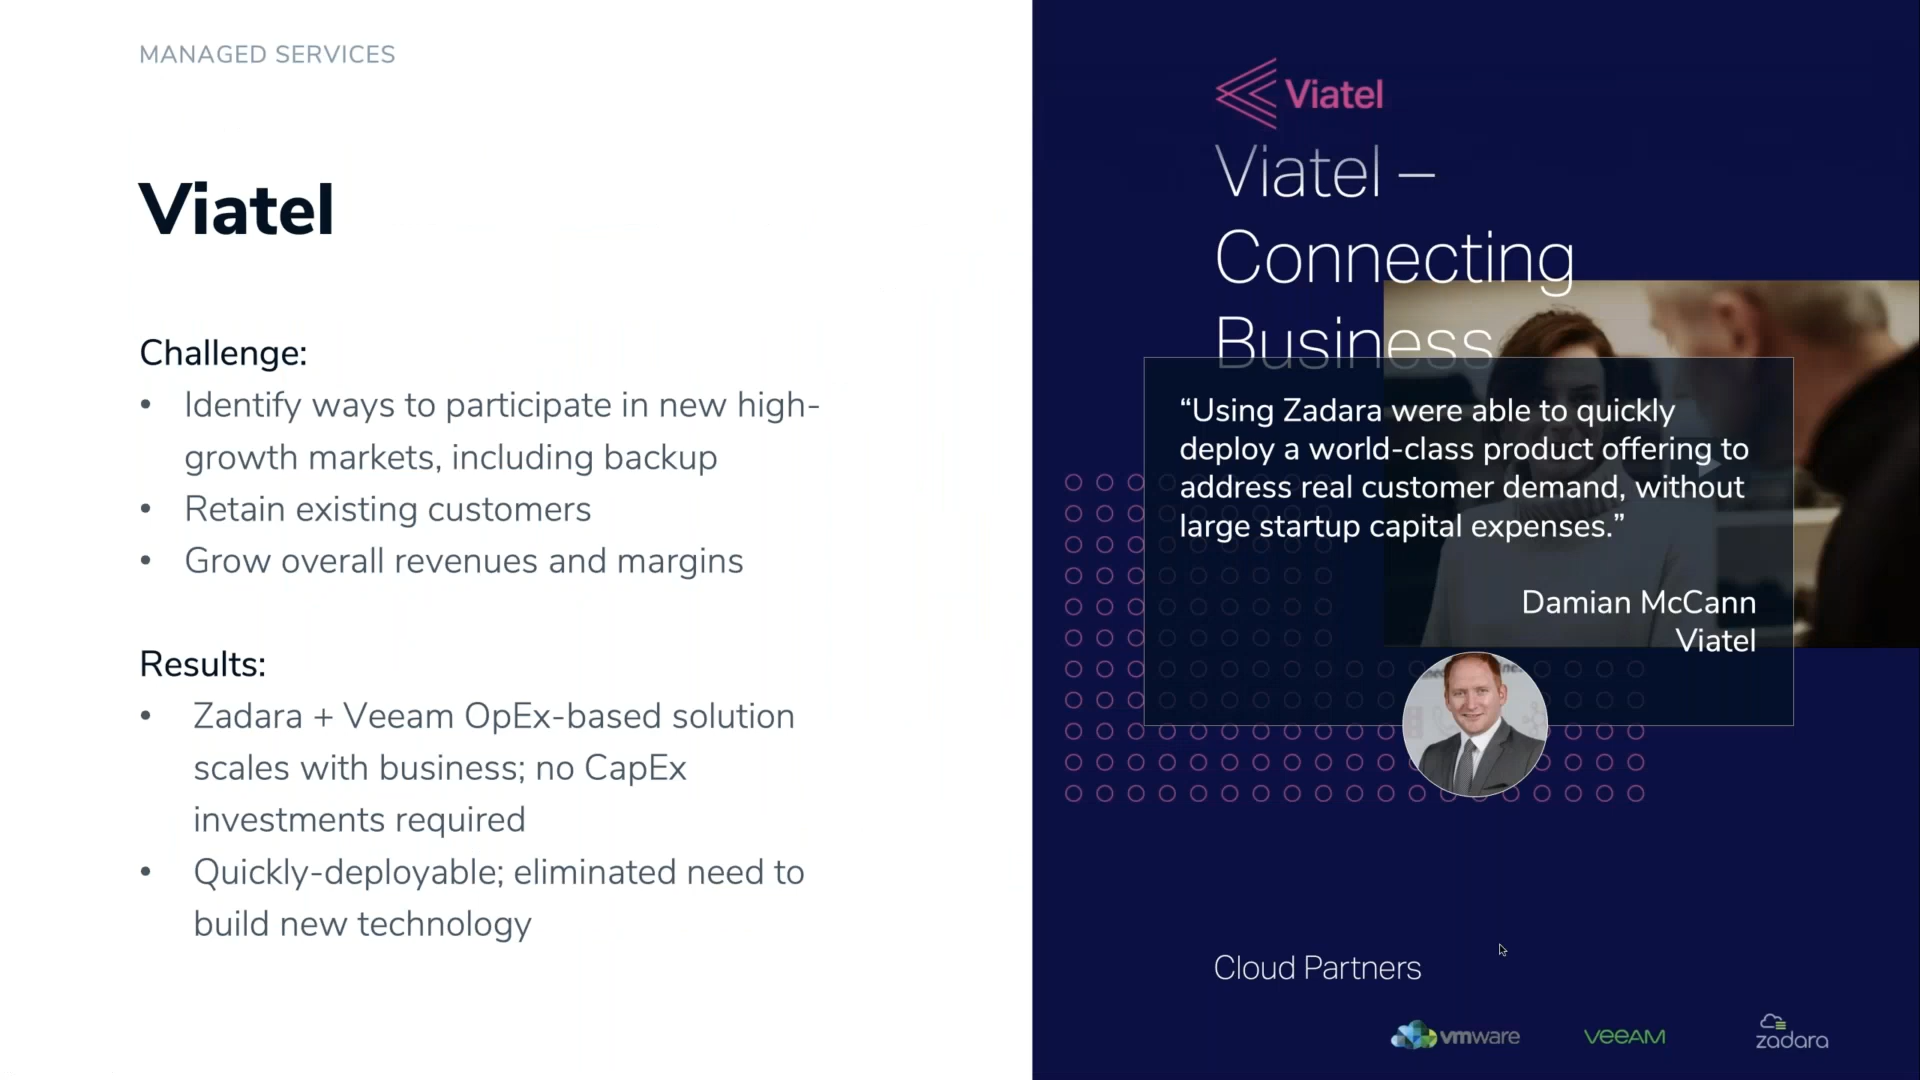 MANAGED SERVICES
Viatel
Challenge:
• Identify ways to participate in new high-
growth markets, including backup
• Retain existing customers
• Grow overall revenues and margins
Results:
• Zadara + Veeam OpEx-based solution
scales with business; no CapEx
investments required
• Quickly-deployable; eliminated need to
build new technology
Viatel
Viatel –
Connecting
Business
“Using Zadara were able to quickly
deploy a world-class product offering to
address real customer demand, without
large startup capital expenses.”
Damian McCann
Viatel
Cloud Partners
vmware
veeAM
zadara